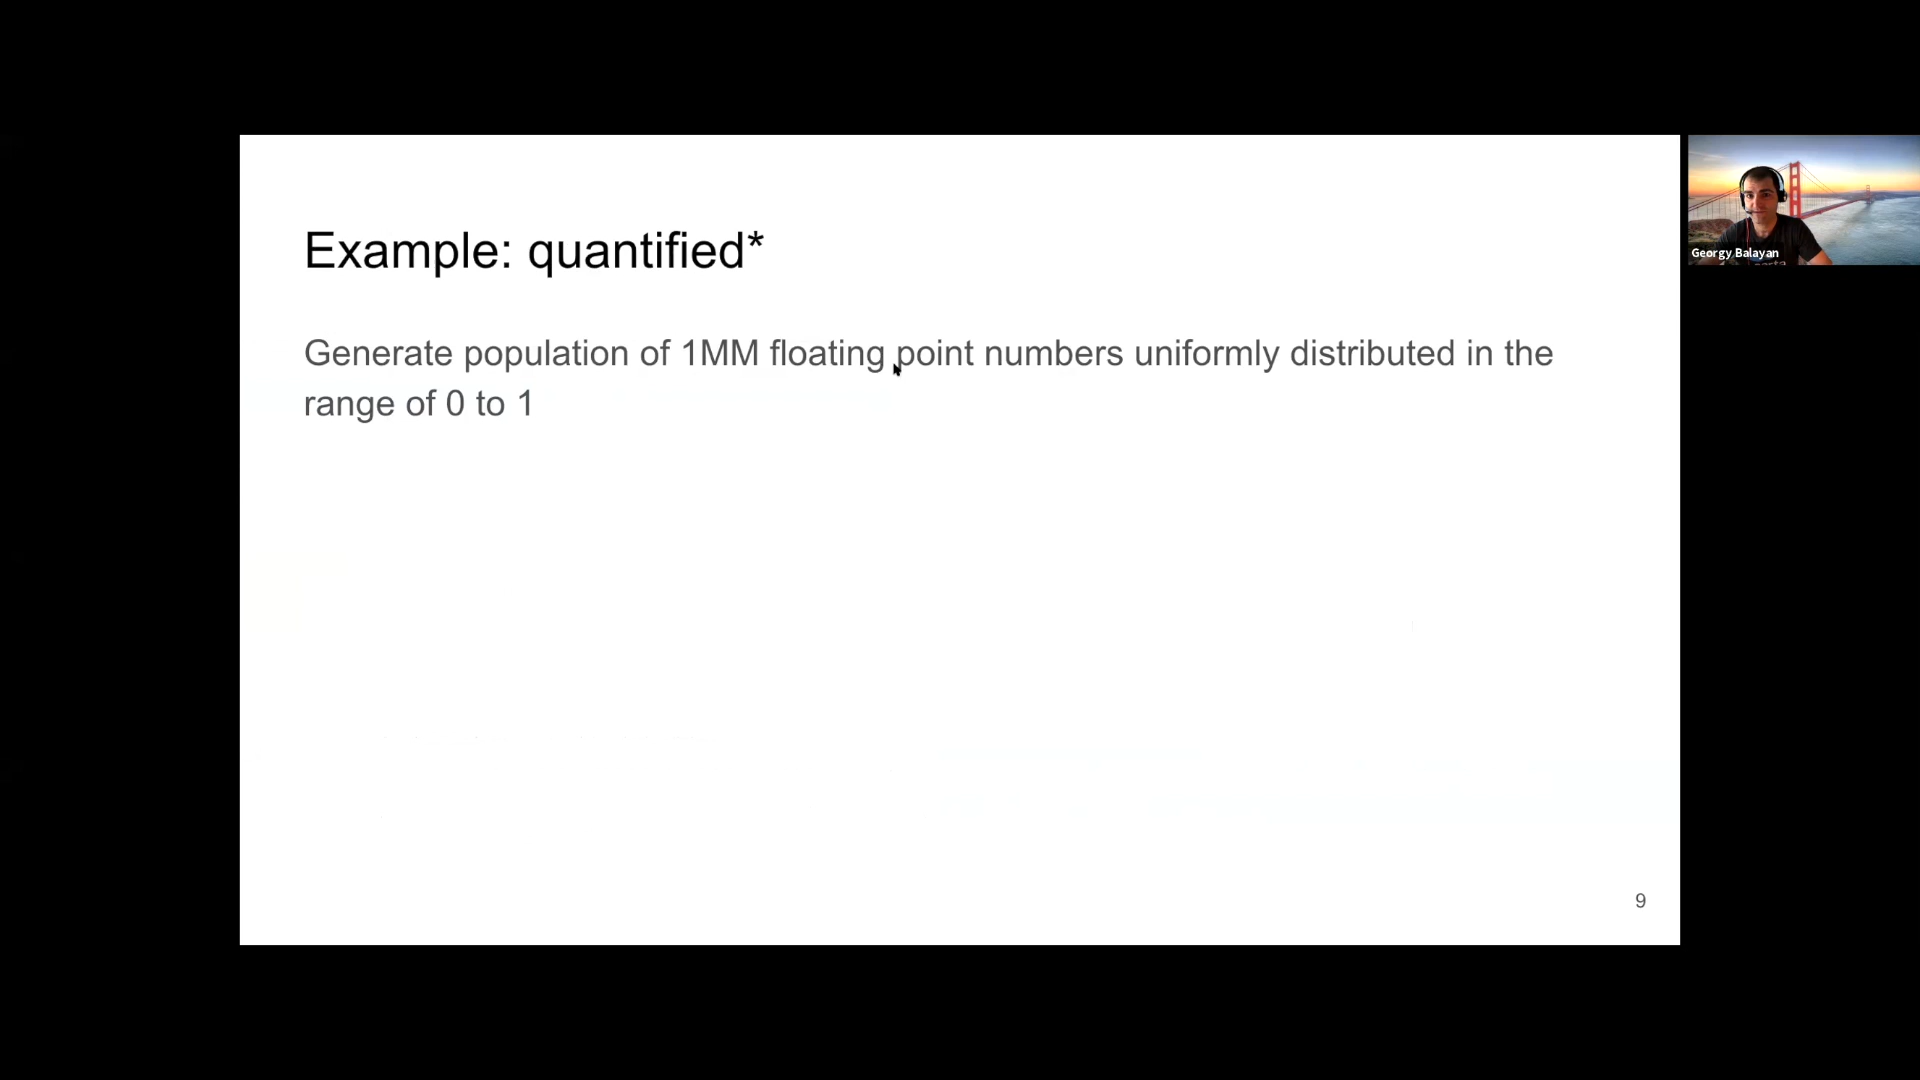 Example: quantified*
Generate population of 1MM floating point numbers uniformly distributed in the
range of 0 to 1
9
Georgy Balayan